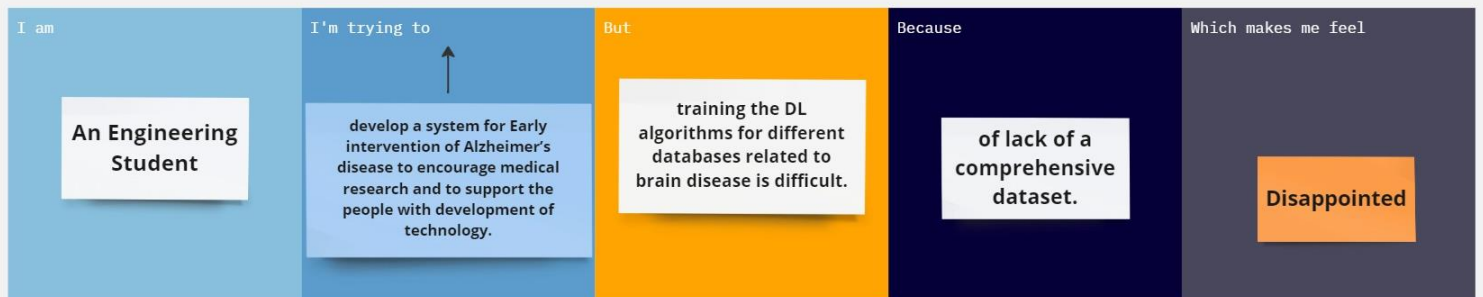 I am
An Engineering
Student
I'm trying to
develop a system for Early
intervention of Alzheimer's
disease to encourage medical
research and to support the
people with development of
technology.
But
training the DL
algorithms for different
databases related to
brain disease is difficult.
Because
of lack of a
comprehensive
dataset.
Which makes me feel
Disappointed